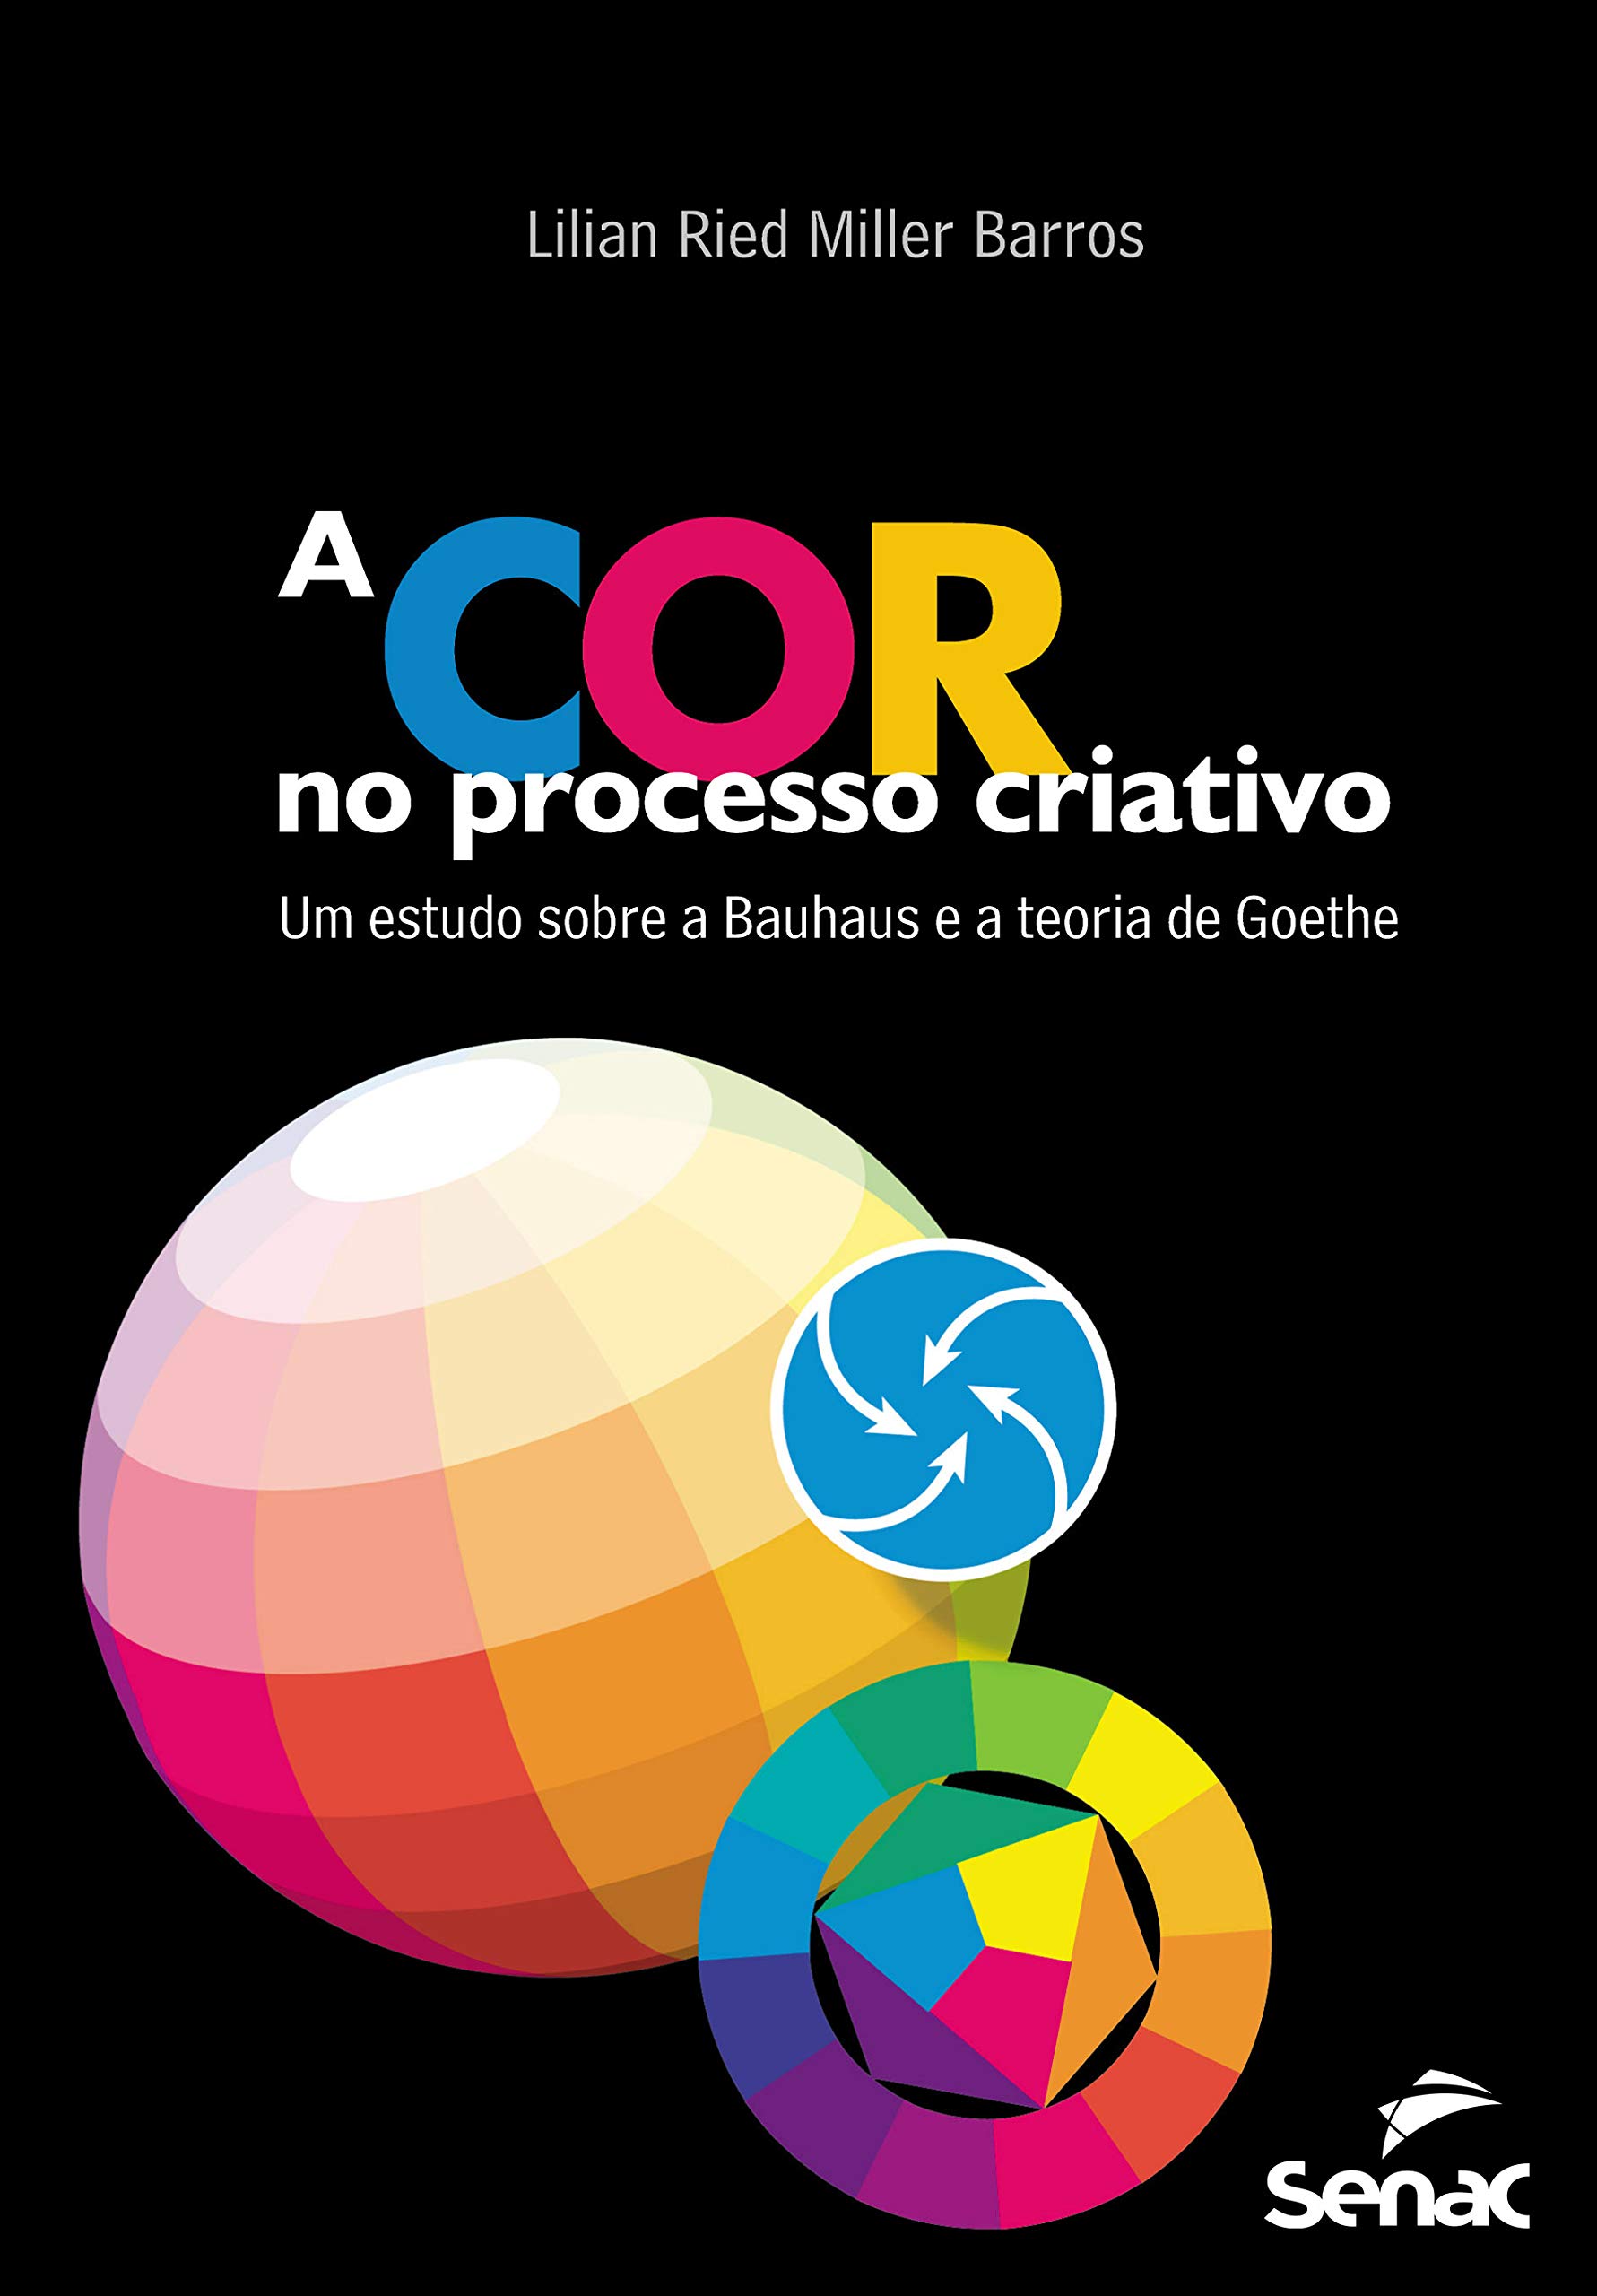 Lilian Ried Miller Barros
A COR
no processo criativo
Um estudo sobre a Bauhaus e a teoria de Goethe
senac